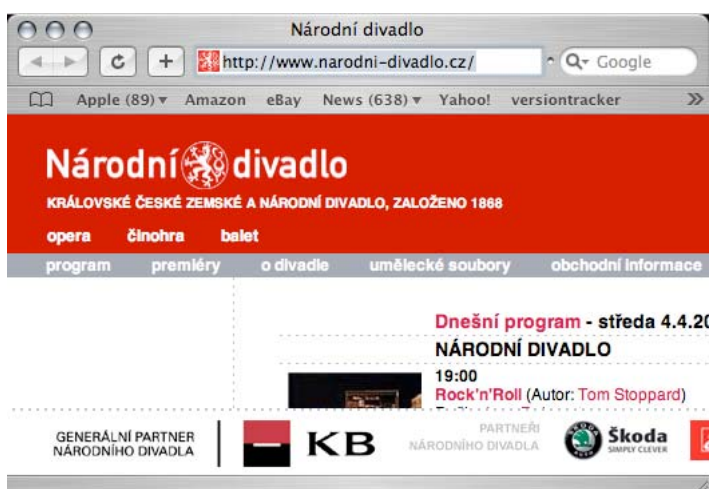 Národní divadlo
http://www.narodni-divadlo.cz/
Google
Apple (89) Amazon eBay News (638) Yahoo! versiontracker
Národní divadlo
KRÁLOVSKÉ ČESKÉ ZEMSKÉ A NÁRODNÍ DIVADLO, ZALOŽENO 1868
opera činohra balet
program premiéry o divadle umělecké soubory obchodní informace
Dnešní program - středa 4.4.20
NÁRODNÍ DIVADLO
19:00
Rock'n'Roll (Autor: Tom Stoppard)
GENERÁLNÍ PARTNER
NÁRODNÍHO DIVADLA
KB
PARTNEŘI
NÁRODNÍHO DIVADLA
Škoda
SIMPLY CLEVER